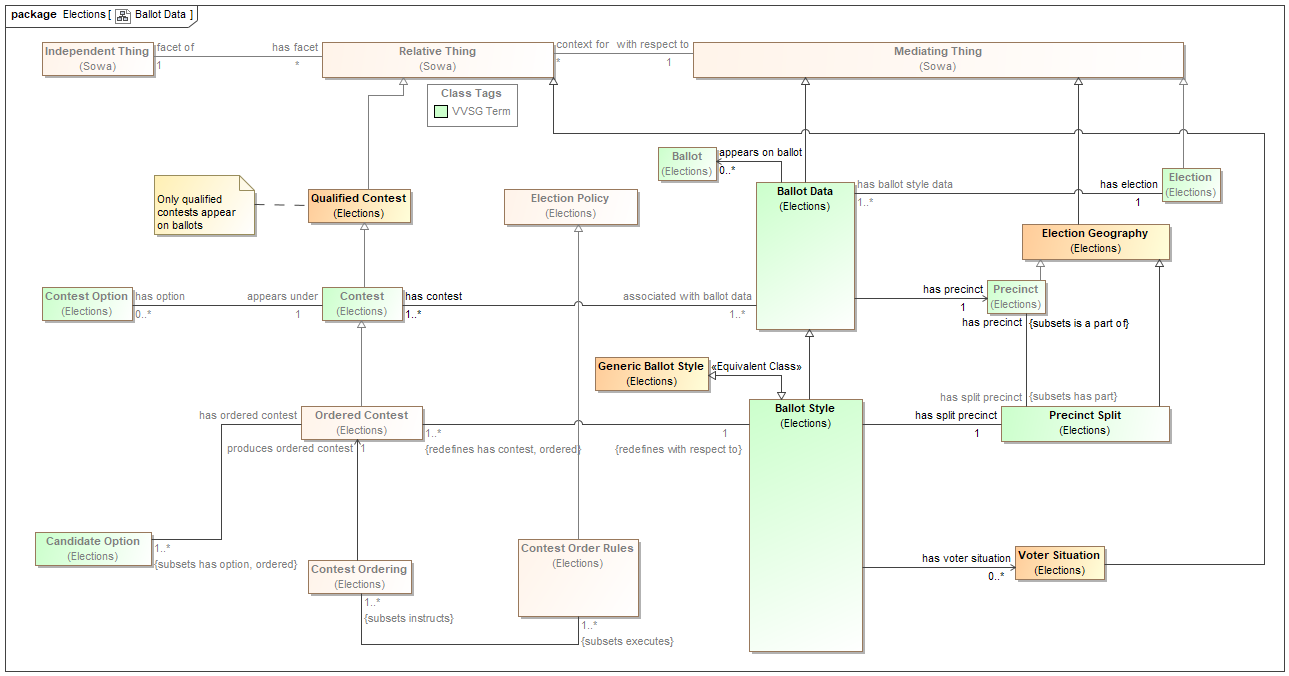 package Elections [ Ballot Data ]
Independent Thing
(Sowa)
facet of
1
has facet
*
Relative Thing
(Sowa)
context for
*
with respect to
1
Mediating Thing
(Sowa)
Class Tags
VVSG Term
Ballot
(Elections)
appears on ballot
0..*
Ballot Data
(Elections)
has ballot style data
1..*
has election
1
Election
(Elections)
Only qualified
contests appear
on ballots
Qualified Contest
(Elections)
Election Policy
(Elections)
Election Geography
(Elections)
Contest Option
(Elections)
has option
0..*
appears under
1
Contest
(Elections)
has contest
1..*
associated with ballot data
1..*
has precinct
1
Precinct
(Elections)
has precinct
{subsets is a part of}
Generic Ballot Style
(Elections)
«Equivalent Class»
Ballot Style
(Elections)
has split precinct
{subsets has part}
has split precinct
1
Precinct Split
(Elections)
has ordered contest
Ordered Contest
(Elections)
1..*
{redefines has contest, ordered}
1
{redefines with respect to}
produces ordered contest
1
Candidate Option
(Elections)
1..*
{subsets has option, ordered}
Contest Ordering
(Elections)
1..*
{subsets instructs}
Contest Order Rules
(Elections)
1..*
{subsets executes}
has voter situation
0..*
Voter Situation
(Elections)